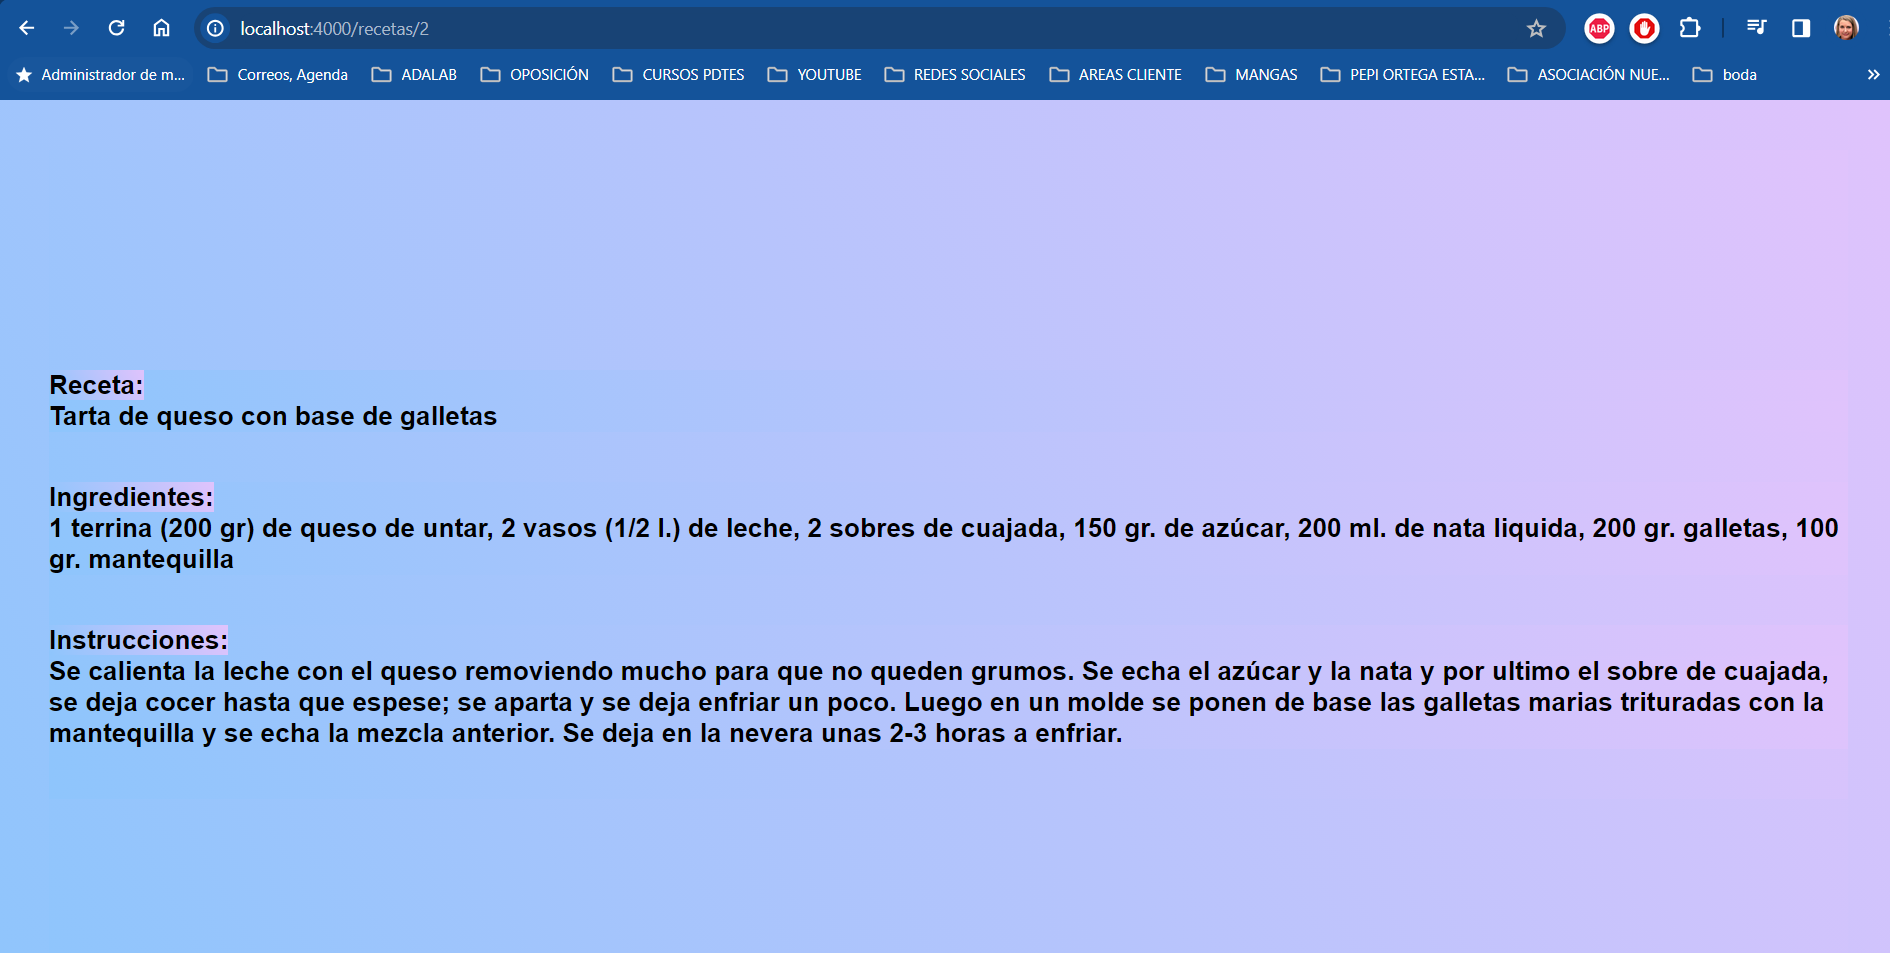 localhost:4000/recetas/2
ABP
Administrador de m... Correos, Agenda ADALAB OPOSICIÓN CURSOS PDTES YOUTUBE REDES SOCIALES AREAS CLIENTE MANGAS PEPI ORTEGA ESTA... ASOCIACIÓN NUE... boda
Receta:
Tarta de queso con base de galletas
Ingredientes:
1 terrina (200 gr) de queso de untar, 2 vasos (1/2 l.) de leche, 2 sobres de cuajada, 150 gr. de azúcar, 200 ml. de nata liquida, 200 gr. galletas, 100
gr. mantequilla
Instrucciones:
Se calienta la leche con el queso removiendo mucho para que no queden grumos. Se echa el azúcar y la nata y por ultimo el sobre de cuajada,
se deja cocer hasta que espese; se aparta y se deja enfriar un poco. Luego en un molde se ponen de base las galletas marias trituradas con la
mantequilla y se echa la mezcla anterior. Se deja en la nevera unas 2-3 horas a enfriar.